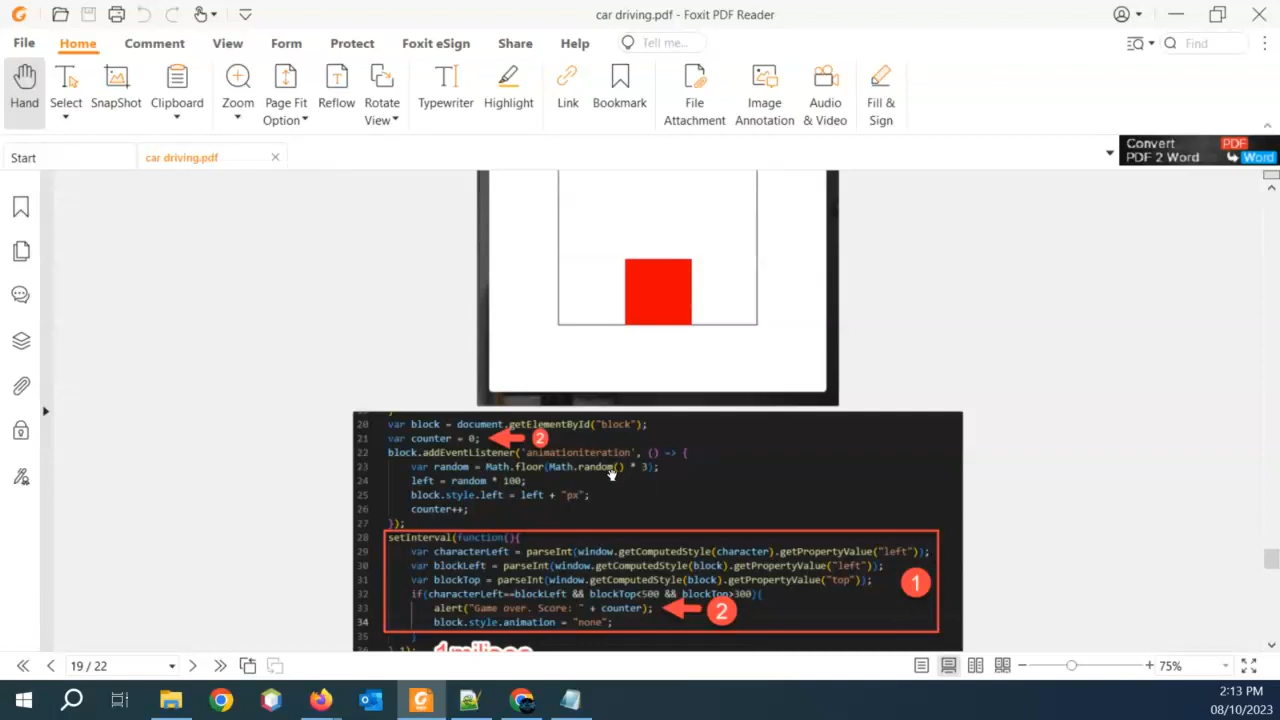 car driving.pdf - Foxit PDF Reader
File
Home
Comment
View
Form
Protect
Foxit eSign
Share
Help
Tell me...
Find
Hand
Select
SnapShot
Clipboard
Zoom
Page Fit
Option
Reflow
Rotate
View
Typewriter
Highlight
Link
Bookmark
File
Attachment
Image
Annotation
Audio
& Video
Fill &
Sign
Start
car driving.pdf
Convert PDF
PDF 2 Word Word
20 var block = document.getElementById("block");
21 var counter = 0; 2
22 block.addEventListener('animationiteration', () => {
23 var random = Math.floor(Math.random() * 3);
24 left = random * 100;
25 block.style.left = left + "px";
26 counter++;
27 });
28 setInterval(function(){
29 var characterLeft = parseInt(window.getComputedStyle(character).getPropertyValue("left"));
30 var blockLeft = parseInt(window.getComputedStyle(block).getPropertyValue("left"));
31 var blockTop = parseInt(window.getComputedStyle(block).getPropertyValue("top"));
1
32 if(characterLeft==blockLeft && blockTop<500 && blockTop>300){
33 alert("Game over. Score: " + counter); 2
34 block.style.animation = "none";
35 }
19 / 22
75%
2:13 PM
08/10/2023